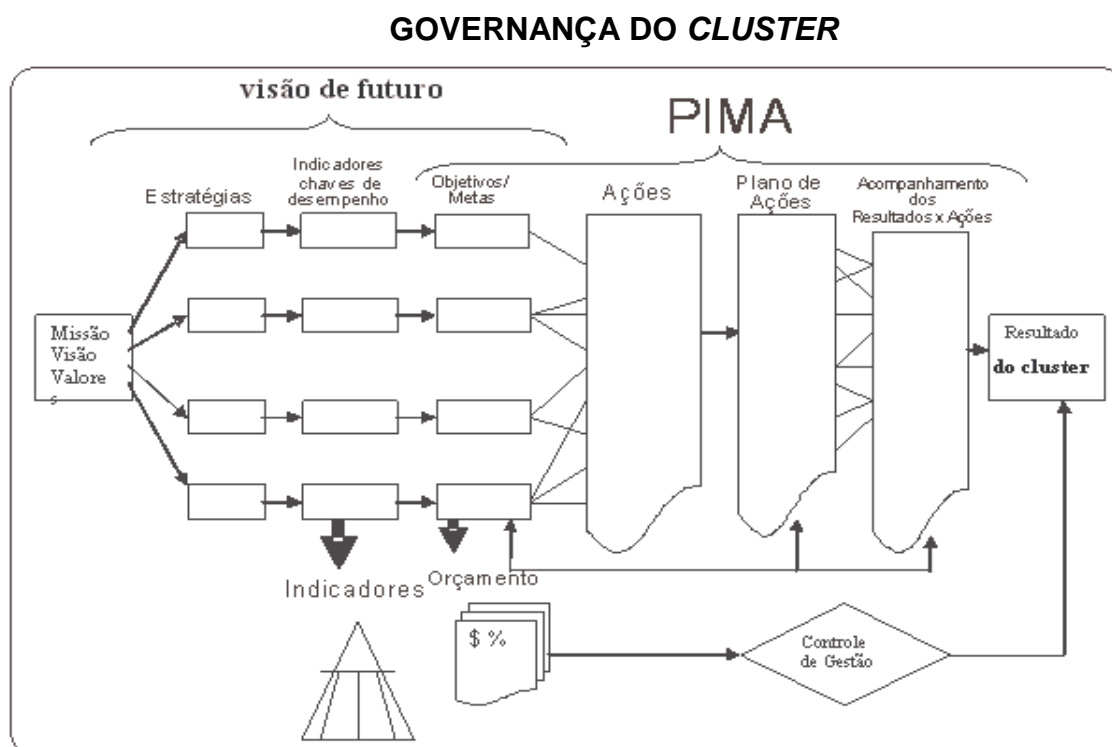 GOVERNANÇA DO CLUSTER
visão de futuro
PIMA
Estratégias
Indicadores
chaves de
desempenho
Objetivos/
Metas
Ações
Plano de
Ações
Acompanhamento
dos
Resultados x Ações
Missão
Visão
Valore
s
Resultado
do cluster
Indicadores
Orçamento
$ %
Controle
de Gestão